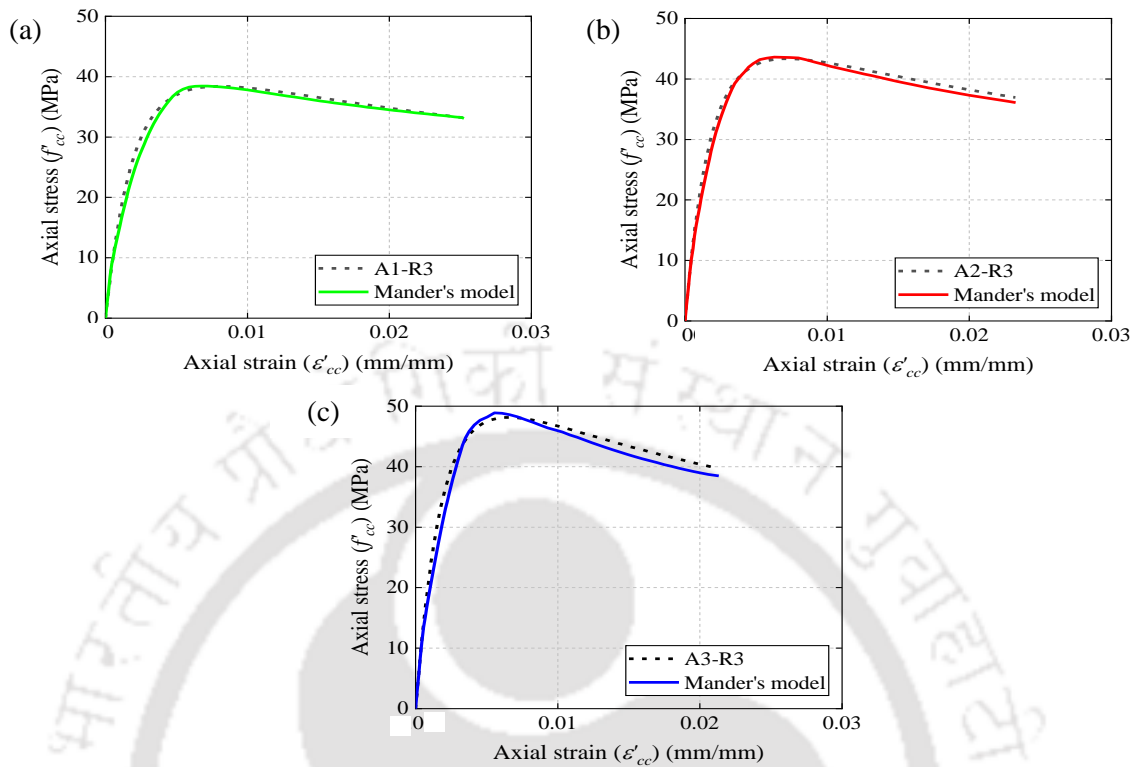 (a)
50
40
30
20
10
0
Axial stress (f′cc) (MPa)
A1-R3
Mander's model
0 0.01 0.02 0.03
Axial strain (ε′cc) (mm/mm)
(b)
50
40
30
20
10
0
Axial stress (f′cc) (MPa)
A2-R3
Mander's model
0 0.01 0.02 0.03
Axial strain (ε′cc) (mm/mm)
(c)
50
40
30
20
10
0
Axial stress (f′cc) (MPa)
A3-R3
Mander's model
0 0.01 0.02 0.03
Axial strain (ε′cc) (mm/mm)